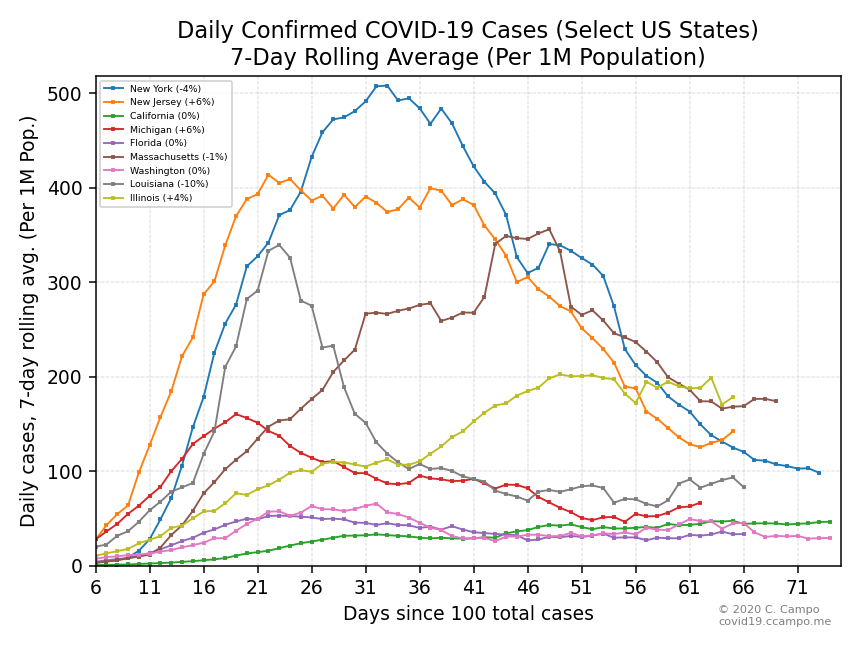 Daily Confirmed COVID-19 Cases (Select US States)
7-Day Rolling Average (Per 1M Population)
Daily cases, 7-day rolling avg. (Per 1M Pop.)
500
400
300
200
100
0
New York (-4%)
New Jersey (+6%)
California (0%)
Michigan (+6%)
Florida (0%)
Massachusetts (-1%)
Washington (0%)
Louisiana (-10%)
Illinois (+4%)
6 11 16 21 26 31 36 41 46 51 56 61 66 71
Days since 100 total cases
© 2020 C. Campo
covid19.ccampo.me